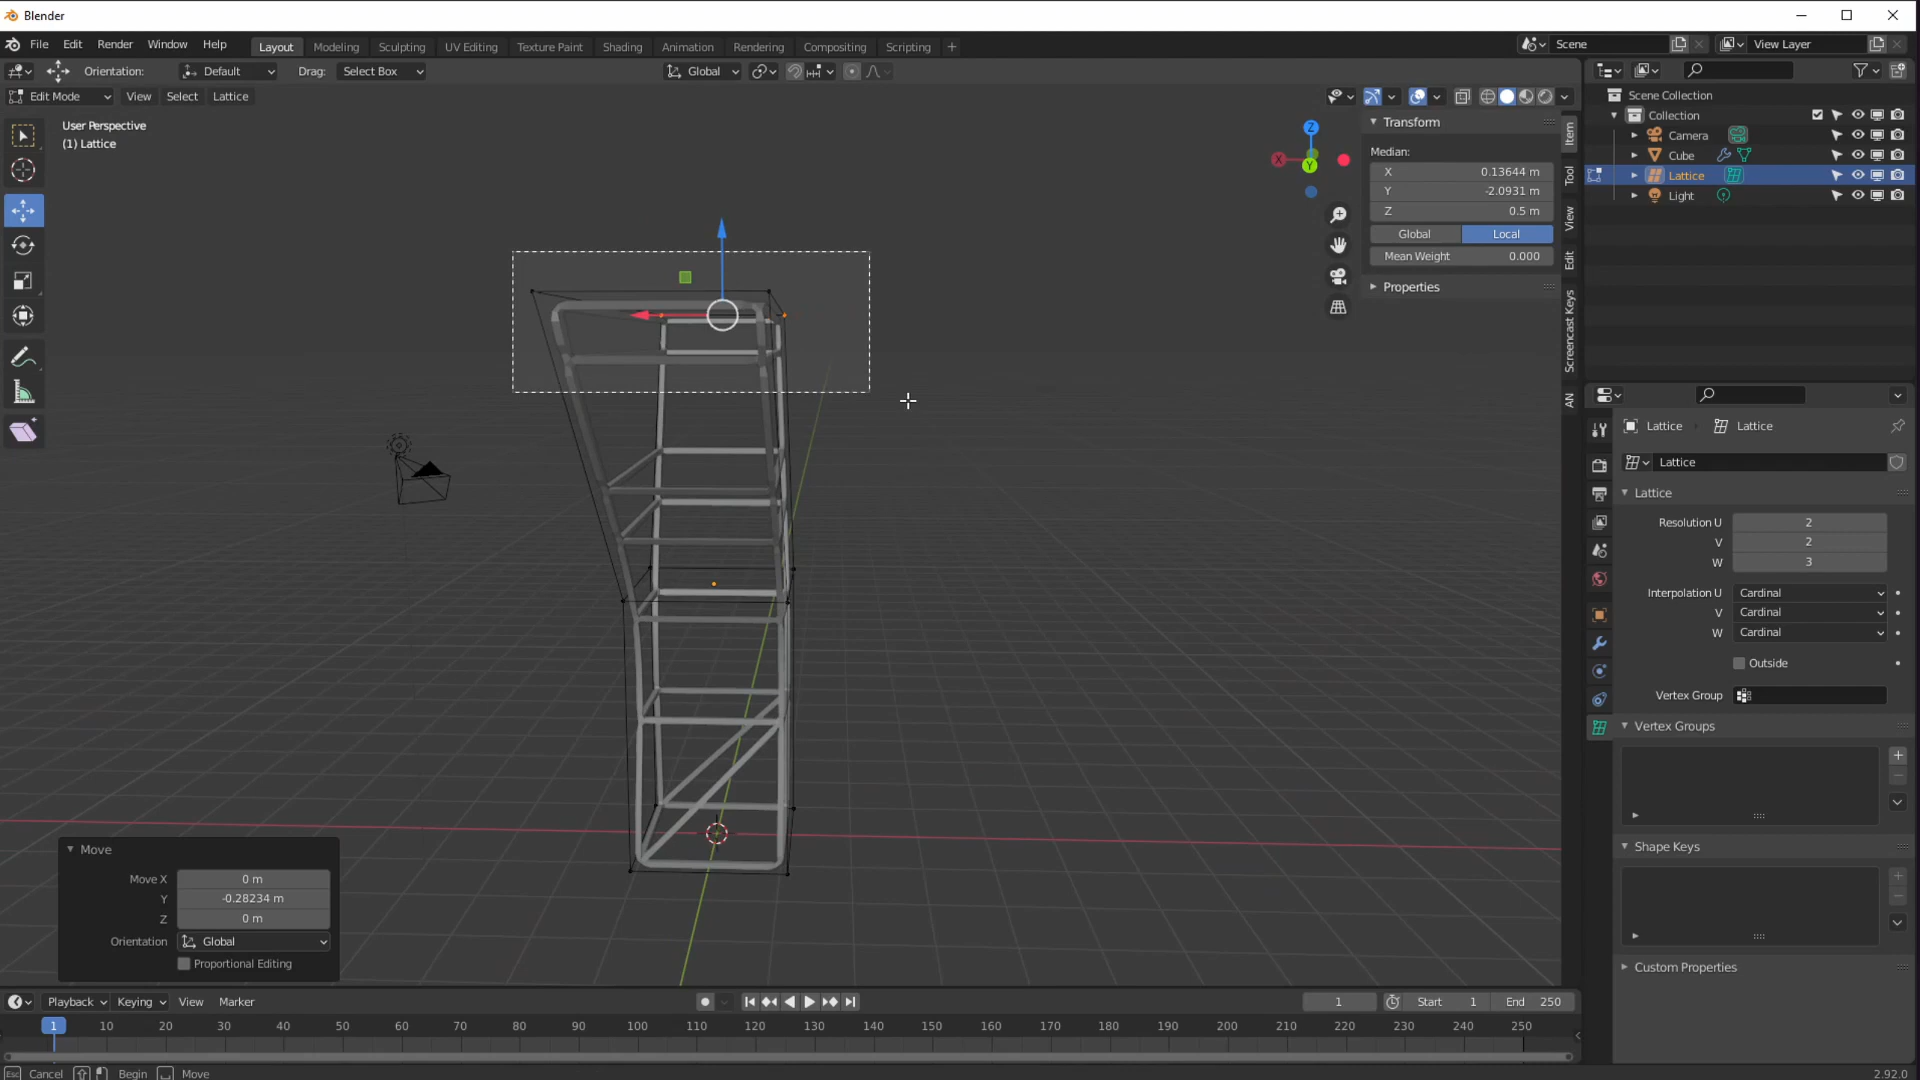 Blender
File Edit Render Window Help Layout Modeling Sculpting UV Editing Texture Paint Shading Animation Rendering Compositing Scripting + Scene View Layer
Orientation: Default Drag: Select Box Global
Edit Mode View Select Lattice
User Perspective
(1) Lattice
Z
X
Y
Transform
Median:
X 0.13644 m
Y -2.0931 m
Z 0.5 m
Global Local
Mean Weight 0.000
Properties
Item
Tool
View
Edit
Screencast Keys
AN
Scene Collection
Collection
Camera
Cube
Lattice
Light
Lattice Lattice
Lattice
Lattice
Resolution U 2
V 2
W 3
Interpolation U Cardinal
V Cardinal
W Cardinal
Outside
Vertex Group
Vertex Groups
Shape Keys
Custom Properties
Move
Move X 0 m
Y -0.28234 m
Z 0 m
Orientation Global
Proportional Editing
Playback Keying View Marker 1 Start 1 End 250
1 10 20 30 40 50 60 70 80 90 100 110 120 130 140 150 160 170 180 190 200 210 220 230 240 250
Esc Cancel Begin Move 2.92.0